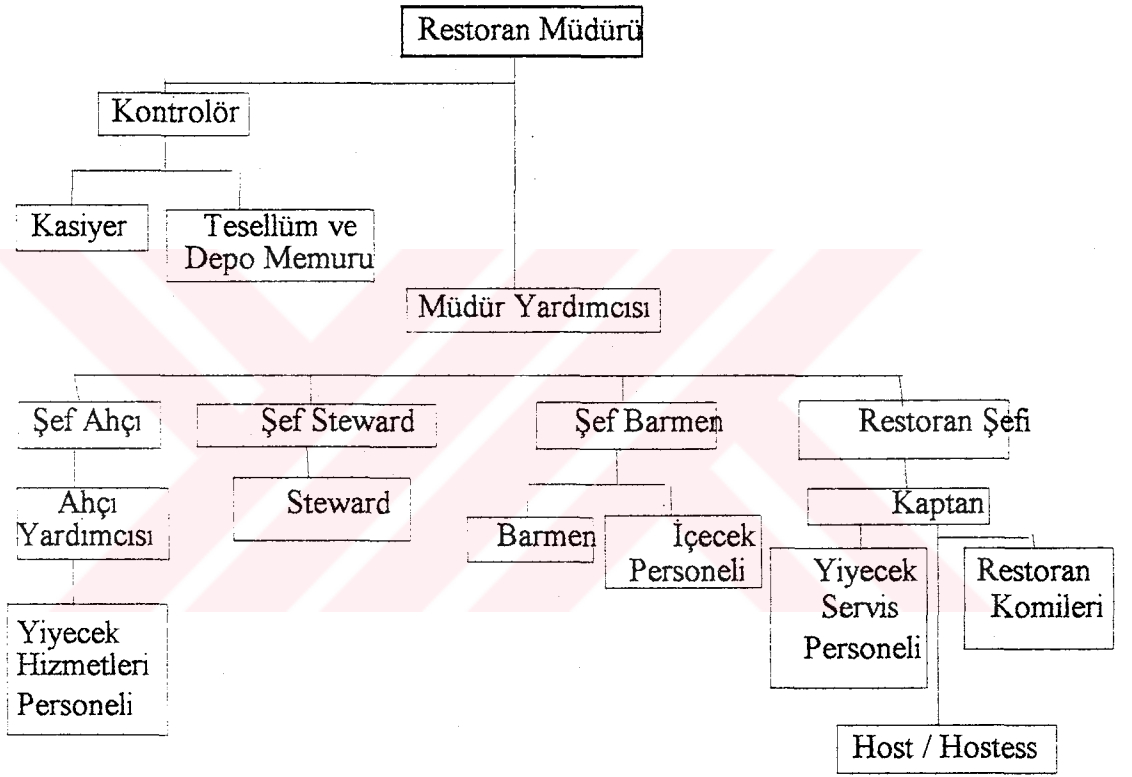 Restoran Müdürü
Kontrolör
Kasiyer
Tesellüm ve
Depo Memuru
Müdür Yardımcısı
Şef Ahçı
Şef Steward
Şef Barmen
Restoran Şefi
Ahçı
Yardımcısı
Steward
Barmen
İçecek
Personeli
Kaptan
Yiyecek
Servis
Personeli
Restoran
Komileri
Yiyecek
Hizmetleri
Personeli
Host / Hostess